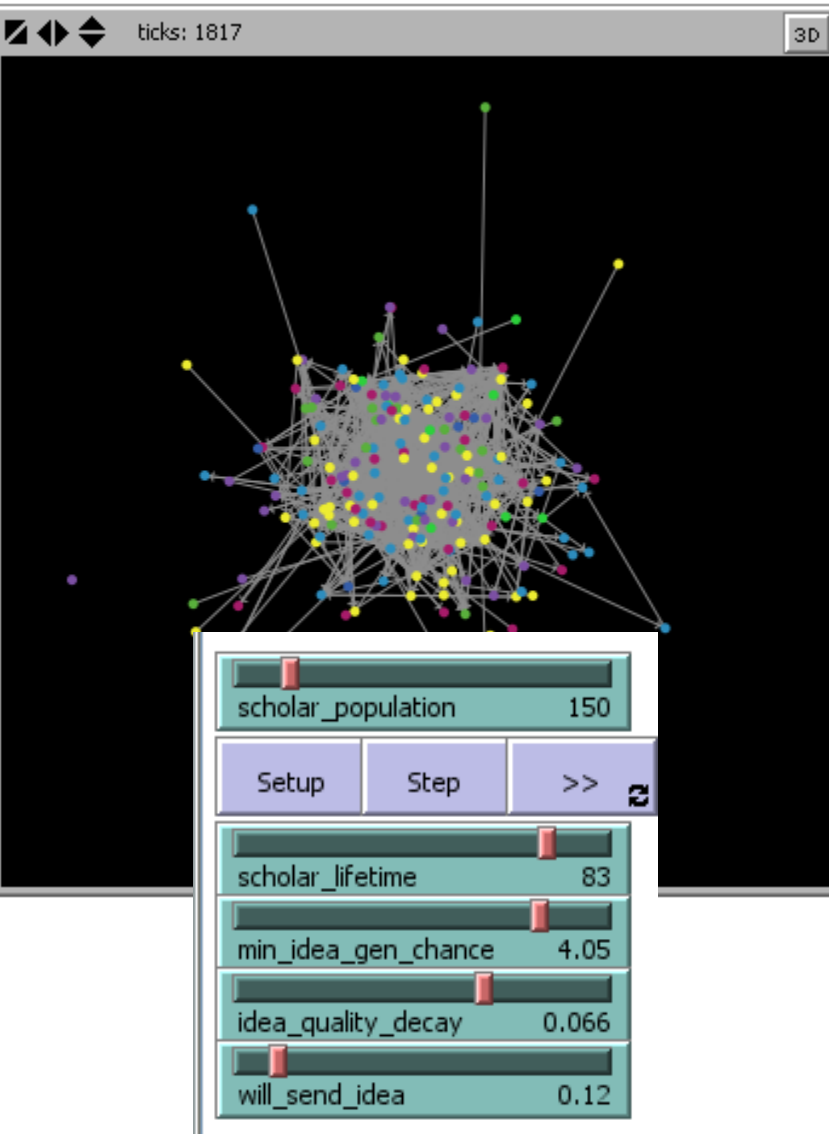 ticks: 1817
3D
scholar_population 150
Setup Step >>
scholar_lifetime 83
min_idea_gen_chance 4.05
idea_quality_decay 0.066
will_send_idea 0.12